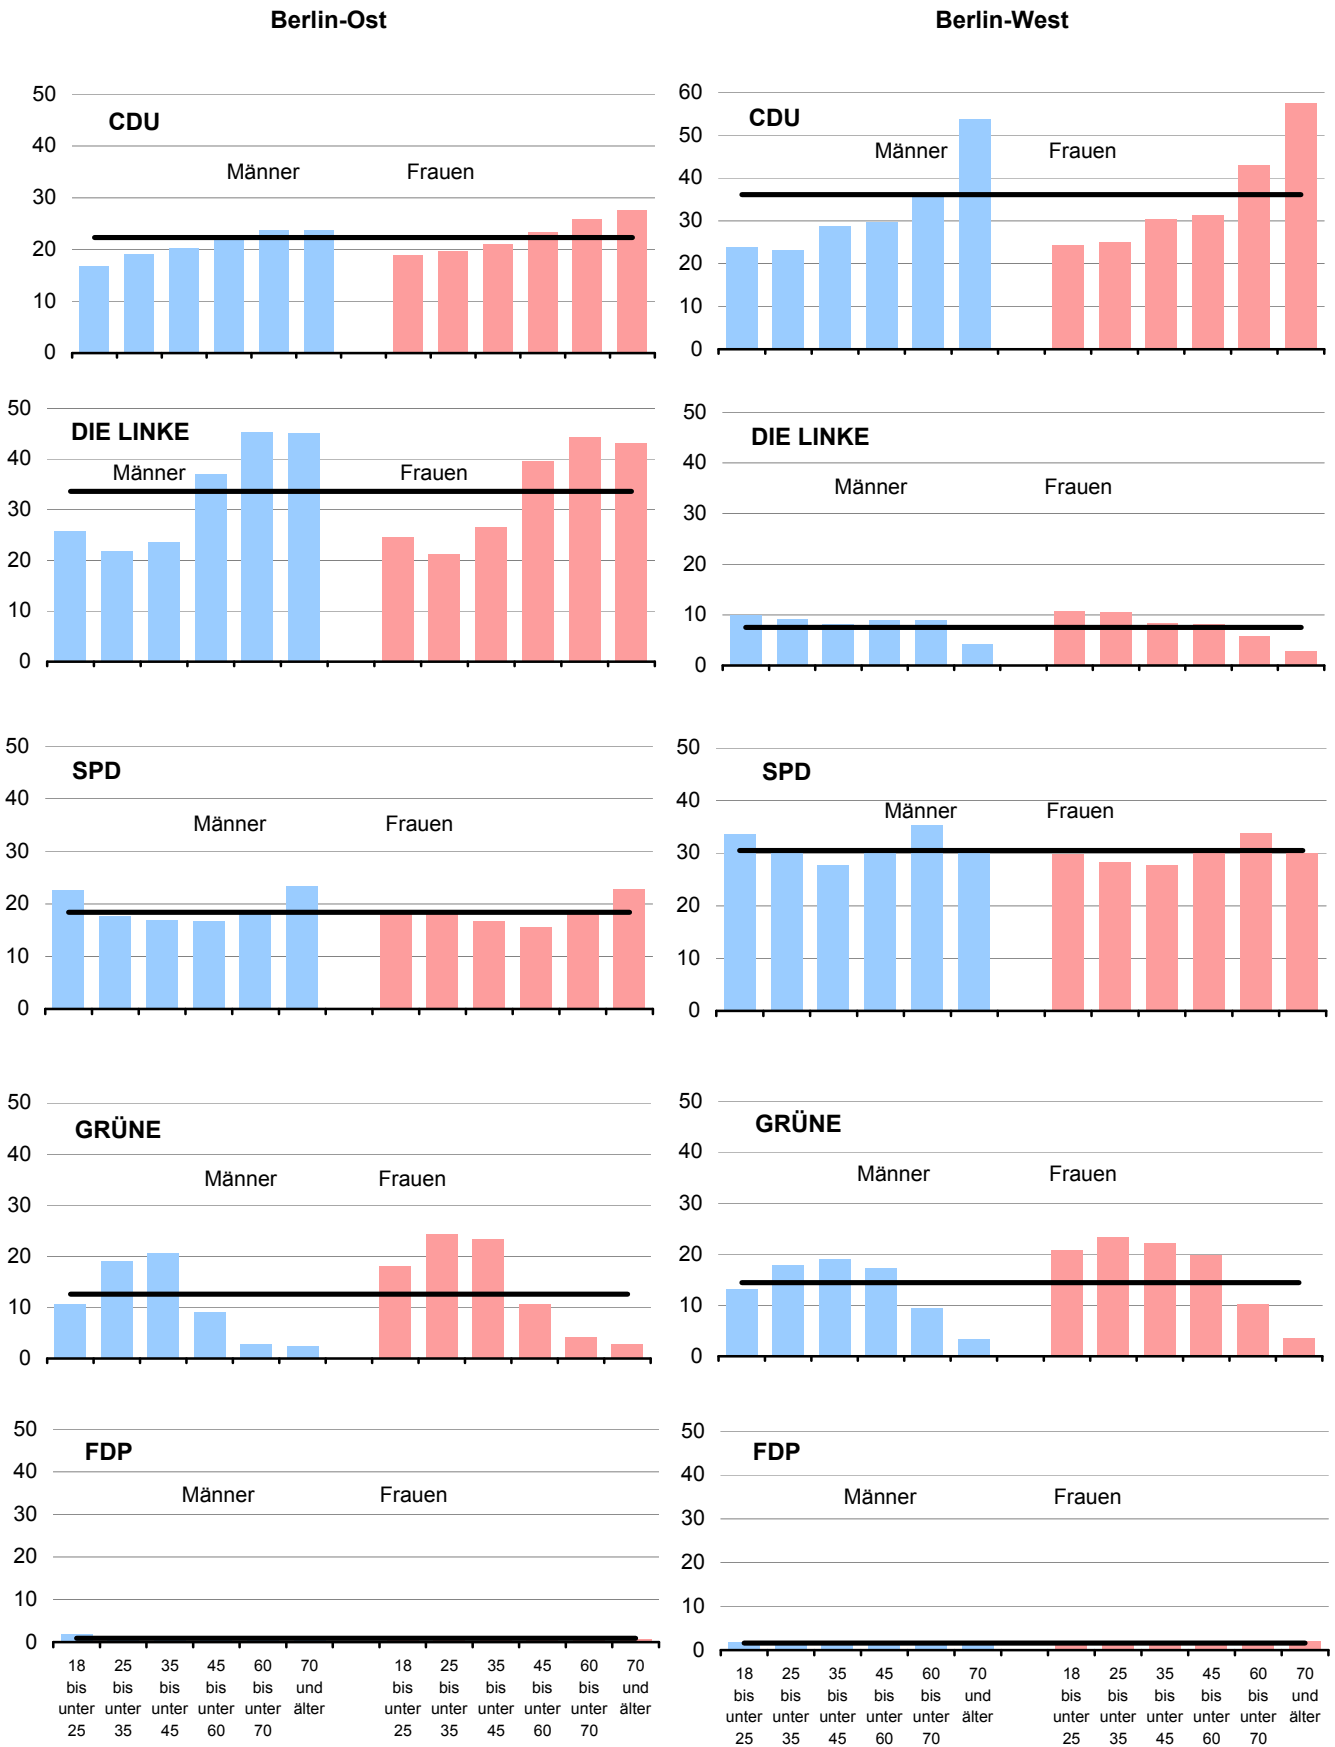 Berlin-Ost
Berlin-West
50
40
30
20
10
0
CDU
Männer
Frauen
60
50
40
30
20
10
0
CDU
Männer
Frauen
50
40
30
20
10
0
DIE LINKE
Männer
Frauen
50
40
30
20
10
0
DIE LINKE
Männer
Frauen
50
40
30
20
10
0
SPD
Männer
Frauen
50
40
30
20
10
0
SPD
Männer
Frauen
50
40
30
20
10
0
GRÜNE
Männer
Frauen
50
40
30
20
10
0
GRÜNE
Männer
Frauen
50
40
30
20
10
0
FDP
Männer
Frauen
18 25 35 45 60 70 18 25 35 45 60 70
bis bis bis bis bis und bis bis bis bis bis und
unter unter unter unter unter älter unter unter unter unter unter älter
25 35 45 60 70 25 35 45 60 70
50
40
30
20
10
0
FDP
Männer
Frauen
18 25 35 45 60 70 18 25 35 45 60 70
bis bis bis bis bis und bis bis bis bis bis und
unter unter unter unter unter älter unter unter unter unter unter älter
25 35 45 60 70 25 35 45 60 70